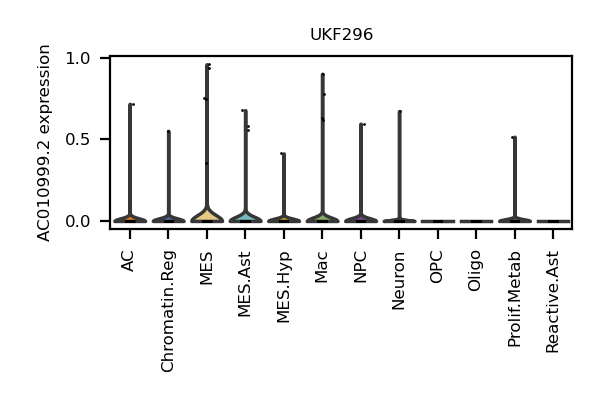 UKF296
AC010999.2 expression
1.0
0.5
0.0
AC
Chromatin.Reg
MES
MES.Ast
MES.Hyp
Mac
NPC
Neuron
OPC
Oligo
Prolif.Metab
Reactive.Ast